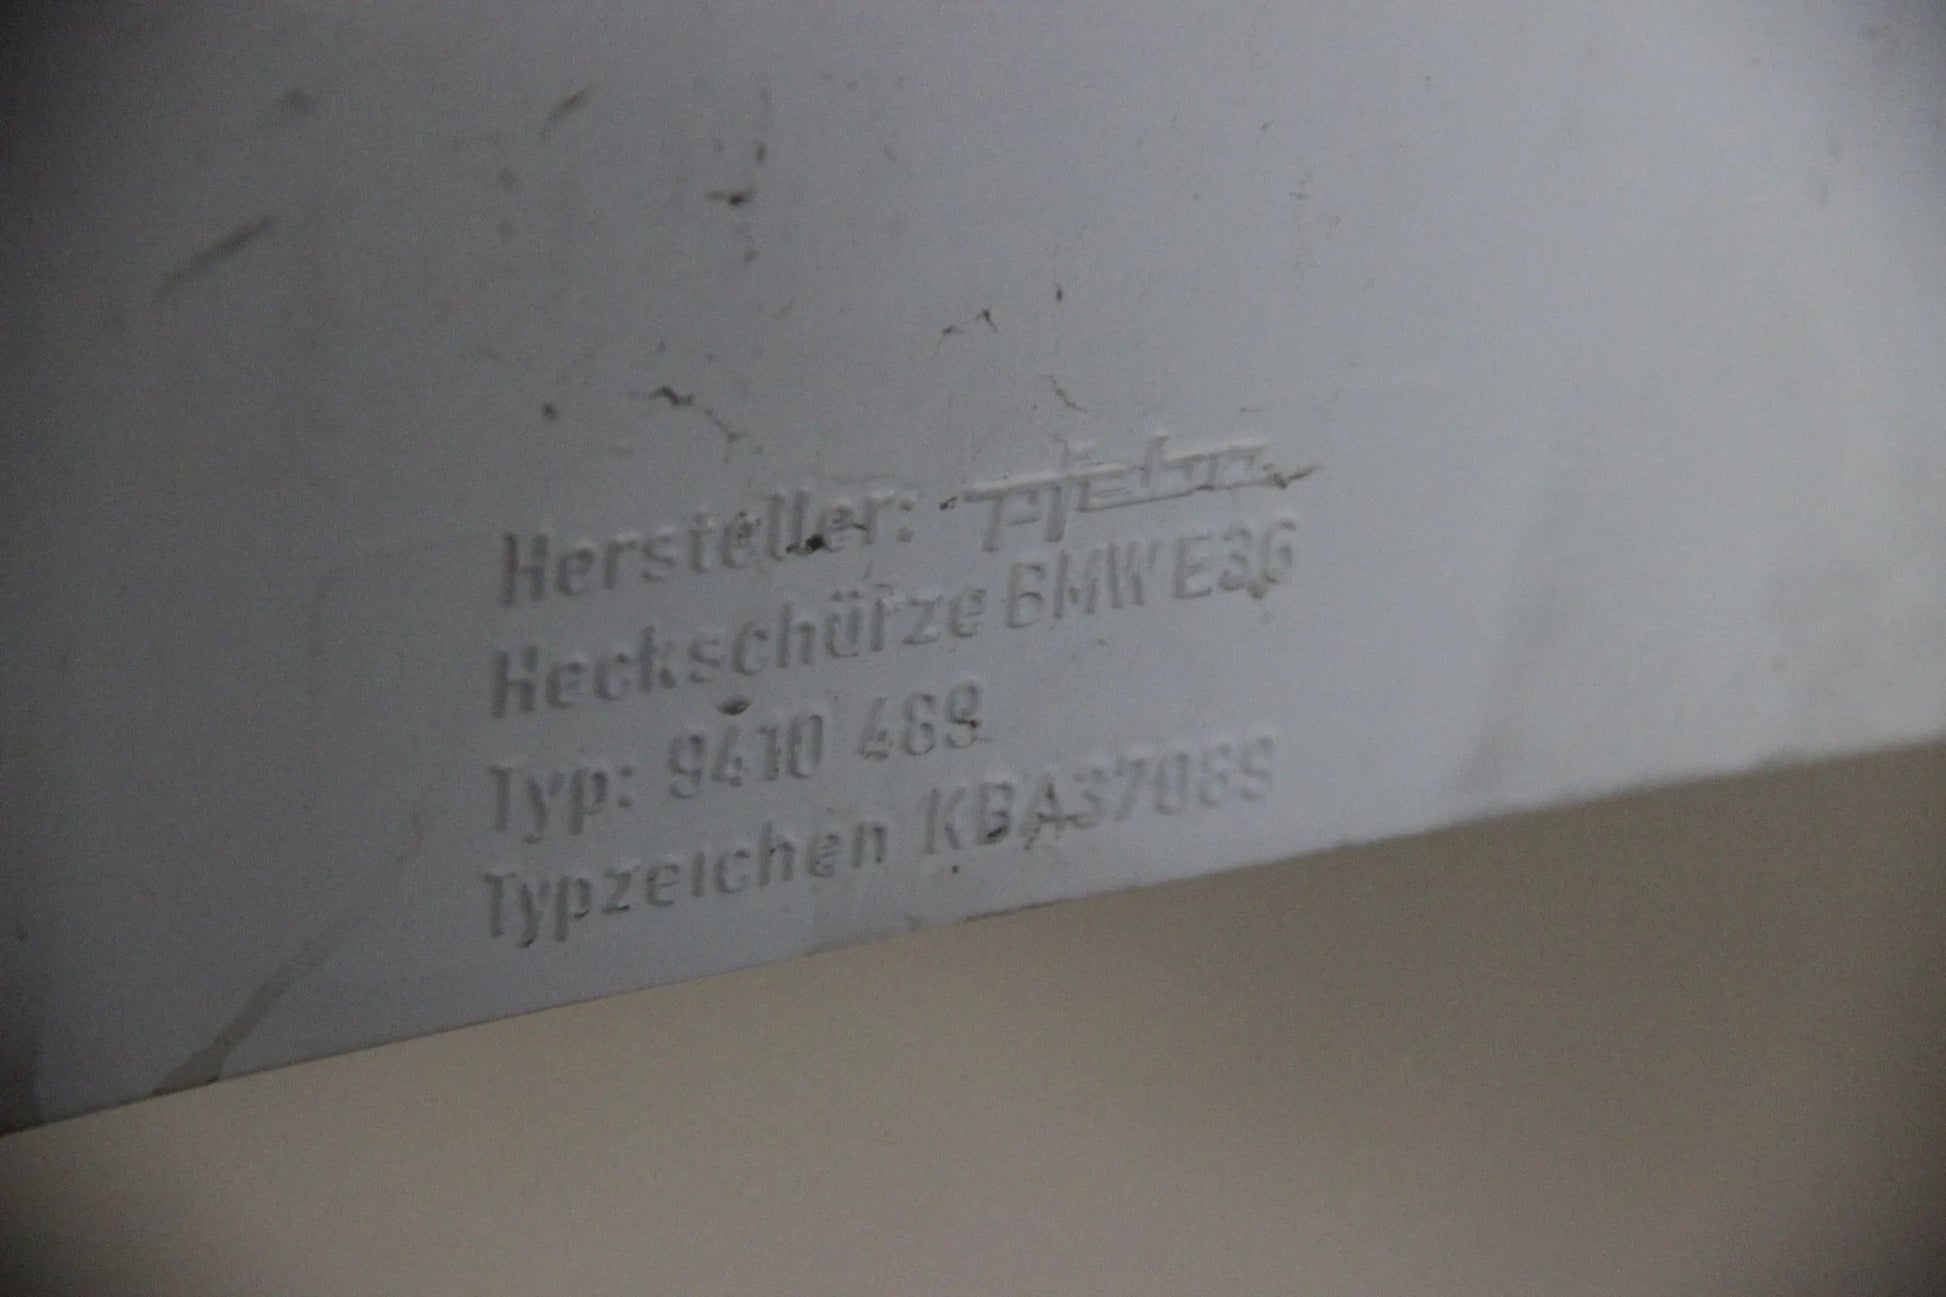 Hersteller:
Heckschürze BMW E36
Typ: 9410 489
Typzeichen KBA37089